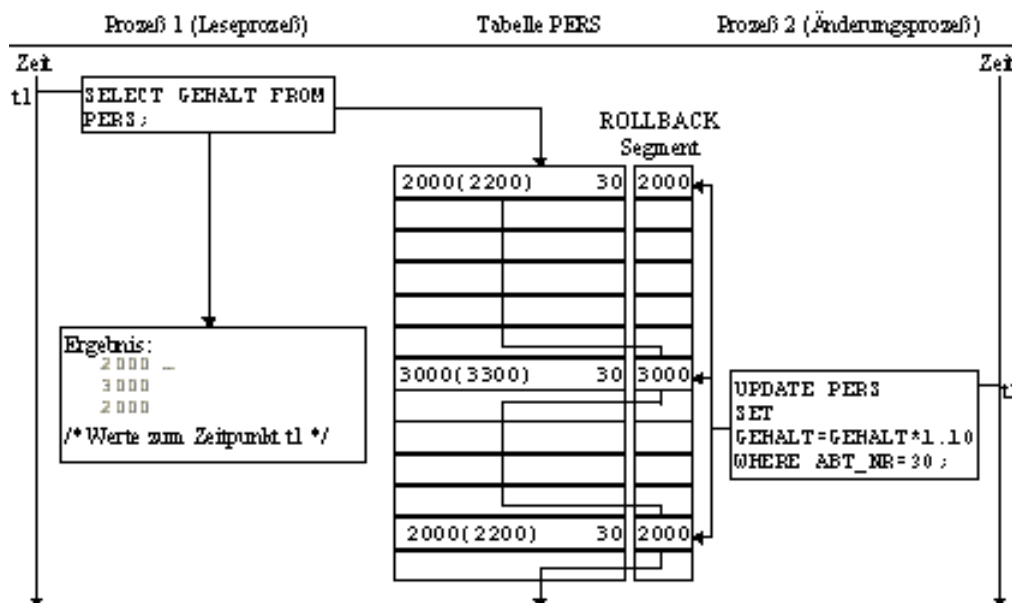 Prozeß 1 (Leseprozeß) Tabelle PERS Prozeß 2 (Änderungsprozeß)
Zeit Zeit
t1 SELECT GEHALT FROM
PERS;
ROLLBACK
Segment
2000(2200) 30 2000
Ergebnis:
2000
3000
2000
/* Werte zum Zeitpunkt t1 */
3000(3300) 30 3000
UPDATE PERS
SET
GEHALT=GEHALT*1.10
WHERE ABT_NR=30;
2000(2200) 30 2000